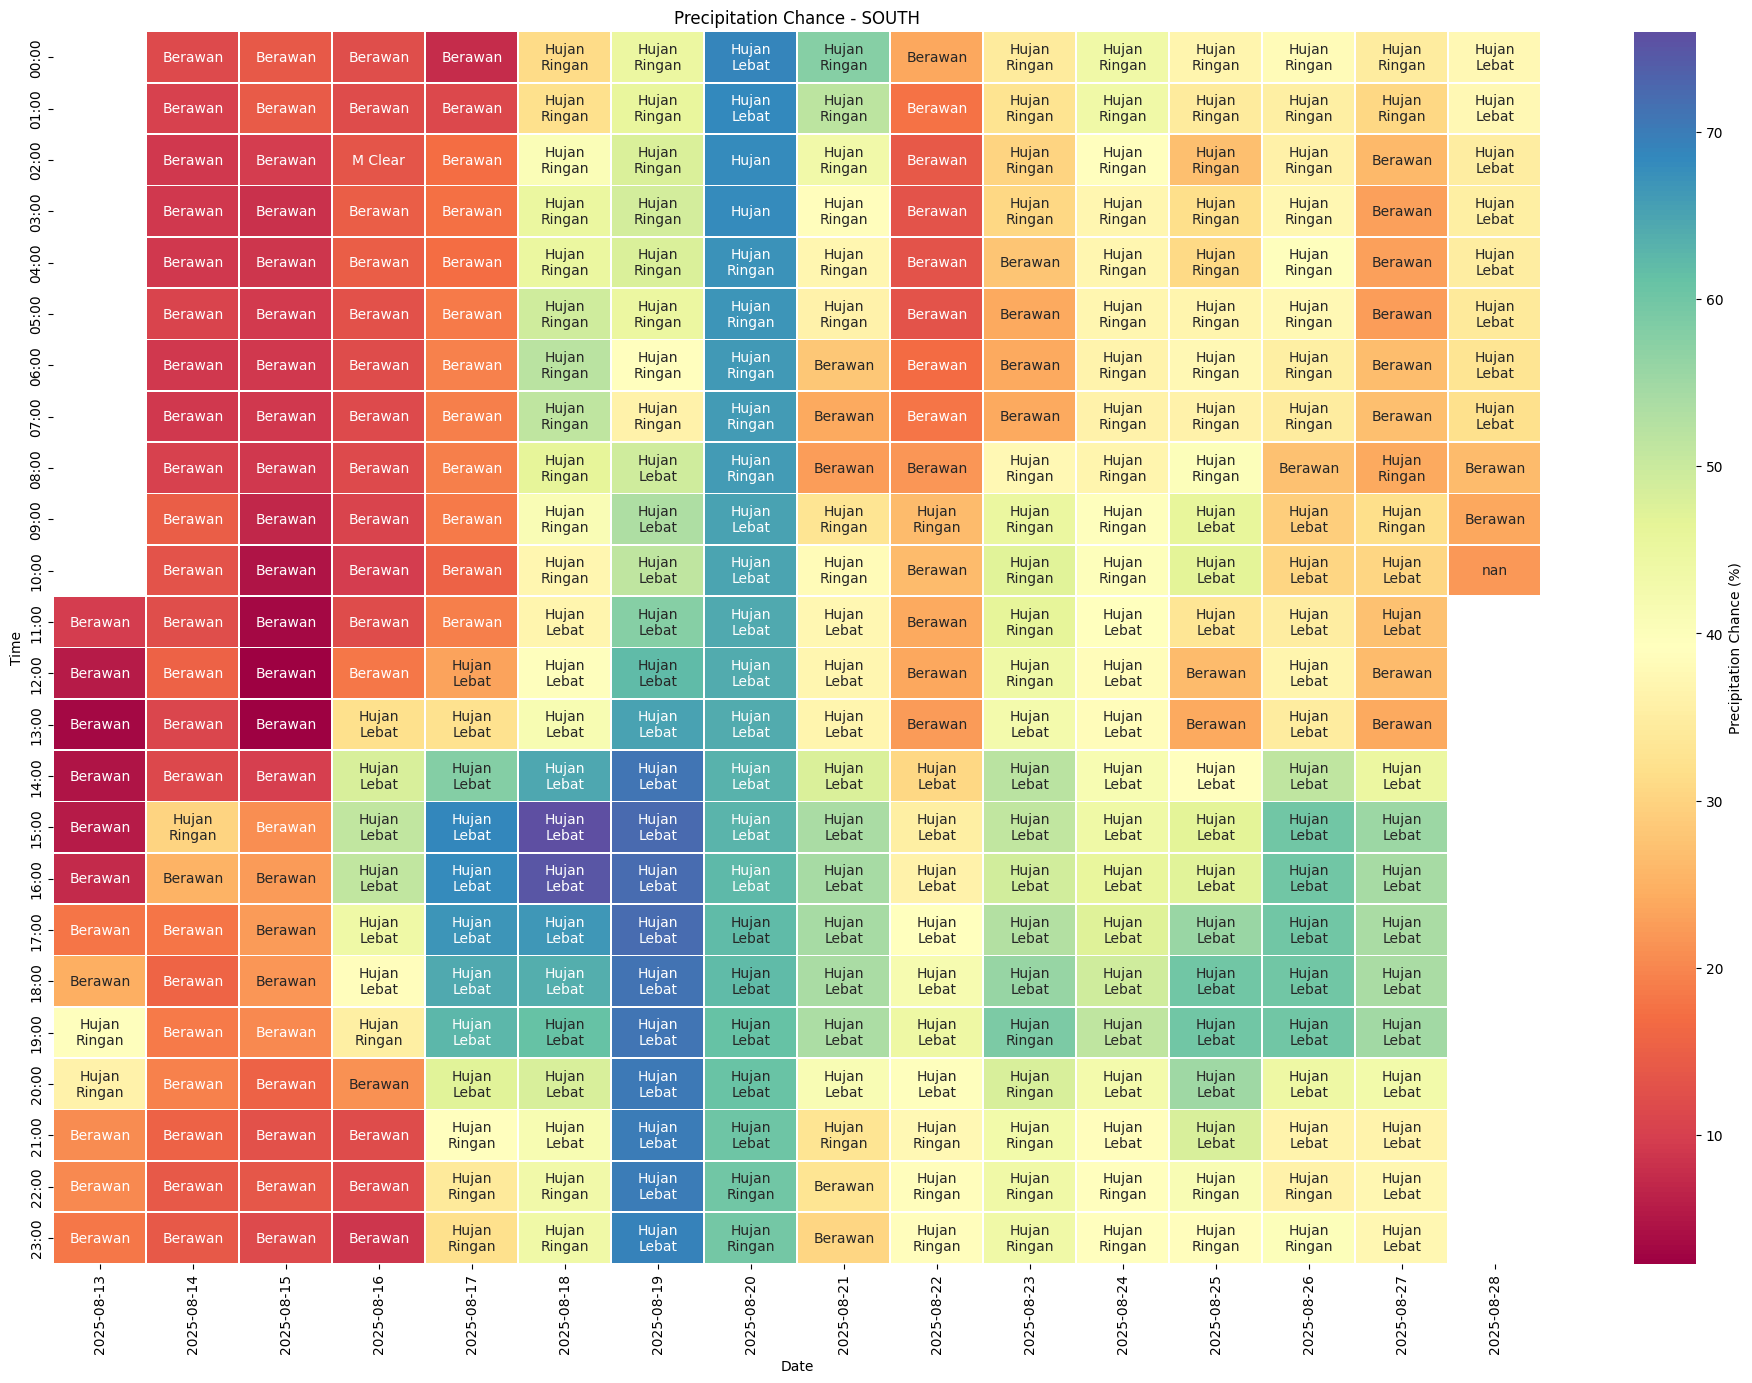 Precipitation Chance - SOUTH
00:00 Berawan Berawan Berawan Berawan Hujan Ringan Hujan Ringan Hujan Lebat Hujan Ringan Berawan Hujan Ringan Hujan Ringan Hujan Ringan Hujan Ringan Hujan Ringan Hujan Lebat
01:00 Berawan Berawan Berawan Berawan Hujan Ringan Hujan Ringan Hujan Lebat Hujan Ringan Berawan Hujan Ringan Hujan Ringan Hujan Ringan Hujan Ringan Hujan Ringan Hujan Lebat
02:00 Berawan Berawan M Clear Berawan Hujan Ringan Hujan Ringan Hujan Hujan Ringan Berawan Hujan Ringan Hujan Ringan Hujan Ringan Hujan Ringan Berawan Hujan Lebat
03:00 Berawan Berawan Berawan Berawan Hujan Ringan Hujan Ringan Hujan Hujan Ringan Berawan Hujan Ringan Hujan Ringan Hujan Ringan Hujan Ringan Berawan Hujan Lebat
04:00 Berawan Berawan Berawan Berawan Hujan Ringan Hujan Ringan Hujan Ringan Hujan Ringan Berawan Berawan Hujan Ringan Hujan Ringan Hujan Ringan Berawan Hujan Lebat
05:00 Berawan Berawan Berawan Berawan Hujan Ringan Hujan Ringan Hujan Ringan Hujan Ringan Berawan Berawan Hujan Ringan Hujan Ringan Hujan Ringan Berawan Hujan Lebat
06:00 Berawan Berawan Berawan Berawan Hujan Ringan Hujan Ringan Hujan Ringan Berawan Berawan Berawan Hujan Ringan Hujan Ringan Hujan Ringan Berawan Hujan Lebat
07:00 Berawan Berawan Berawan Berawan Hujan Ringan Hujan Ringan Hujan Ringan Berawan Berawan Berawan Hujan Ringan Hujan Ringan Hujan Ringan Berawan Hujan Lebat
08:00 Berawan Berawan Berawan Berawan Hujan Ringan Hujan Lebat Hujan Ringan Berawan Berawan Hujan Ringan Hujan Ringan Hujan Ringan Berawan Hujan Ringan Berawan
09:00 Berawan Berawan Berawan Berawan Hujan Ringan Hujan Lebat Hujan Lebat Hujan Ringan Hujan Ringan Hujan Ringan Hujan Ringan Hujan Lebat Hujan Lebat Hujan Ringan Berawan
10:00 Berawan Berawan Berawan Berawan Hujan Ringan Hujan Lebat Hujan Lebat Hujan Ringan Berawan Hujan Ringan Hujan Ringan Hujan Lebat Hujan Lebat Hujan Lebat nan
11:00 Berawan Berawan Berawan Berawan Berawan Hujan Lebat Hujan Lebat Hujan Lebat Hujan Lebat Berawan Hujan Ringan Hujan Lebat Hujan Lebat Hujan Lebat Hujan Lebat
12:00 Berawan Berawan Berawan Berawan Hujan Lebat Hujan Lebat Hujan Lebat Hujan Lebat Hujan Lebat Berawan Hujan Ringan Hujan Lebat Berawan Hujan Lebat Berawan
13:00 Berawan Berawan Berawan Hujan Lebat Hujan Lebat Hujan Lebat Hujan Lebat Hujan Lebat Hujan Lebat Berawan Hujan Lebat Hujan Lebat Berawan Hujan Lebat Berawan
14:00 Berawan Berawan Berawan Hujan Lebat Hujan Lebat Hujan Lebat Hujan Lebat Hujan Lebat Hujan Lebat Hujan Lebat Hujan Lebat Hujan Lebat Hujan Lebat Hujan Lebat Hujan Lebat
15:00 Berawan Hujan Ringan Berawan Hujan Lebat Hujan Lebat Hujan Lebat Hujan Lebat Hujan Lebat Hujan Lebat Hujan Lebat Hujan Lebat Hujan Lebat Hujan Lebat Hujan Lebat Hujan Lebat
16:00 Berawan Berawan Berawan Hujan Lebat Hujan Lebat Hujan Lebat Hujan Lebat Hujan Lebat Hujan Lebat Hujan Lebat Hujan Lebat Hujan Lebat Hujan Lebat Hujan Lebat Hujan Lebat
17:00 Berawan Berawan Berawan Hujan Lebat Hujan Lebat Hujan Lebat Hujan Lebat Hujan Lebat Hujan Lebat Hujan Lebat Hujan Lebat Hujan Lebat Hujan Lebat Hujan Lebat Hujan Lebat
18:00 Berawan Berawan Berawan Hujan Lebat Hujan Lebat Hujan Lebat Hujan Lebat Hujan Lebat Hujan Lebat Hujan Lebat Hujan Lebat Hujan Lebat Hujan Lebat Hujan Lebat Hujan Lebat
19:00 Hujan Ringan Berawan Berawan Hujan Ringan Hujan Lebat Hujan Lebat Hujan Lebat Hujan Lebat Hujan Lebat Hujan Lebat Hujan Ringan Hujan Lebat Hujan Lebat Hujan Lebat Hujan Lebat
20:00 Hujan Ringan Berawan Berawan Berawan Hujan Lebat Hujan Lebat Hujan Lebat Hujan Lebat Hujan Lebat Hujan Lebat Hujan Ringan Hujan Lebat Hujan Lebat Hujan Lebat Hujan Lebat
21:00 Berawan Berawan Berawan Berawan Hujan Ringan Hujan Lebat Hujan Lebat Hujan Lebat Hujan Ringan Hujan Ringan Hujan Ringan Hujan Lebat Hujan Lebat Hujan Lebat Hujan Lebat
22:00 Berawan Berawan Berawan Berawan Hujan Ringan Hujan Ringan Hujan Lebat Hujan Ringan Berawan Hujan Ringan Hujan Ringan Hujan Ringan Hujan Ringan Hujan Ringan Hujan Lebat
23:00 Berawan Berawan Berawan Berawan Hujan Ringan Hujan Ringan Hujan Lebat Hujan Ringan Berawan Hujan Ringan Hujan Ringan Hujan Ringan Hujan Ringan Hujan Ringan Hujan Lebat
Time
2025-08-13 2025-08-14 2025-08-15 2025-08-16 2025-08-17 2025-08-18 2025-08-19 2025-08-20 2025-08-21 2025-08-22 2025-08-23 2025-08-24 2025-08-25 2025-08-26 2025-08-27 2025-08-28
Date
70
60
50
40
30
20
10
Precipitation Chance (%)